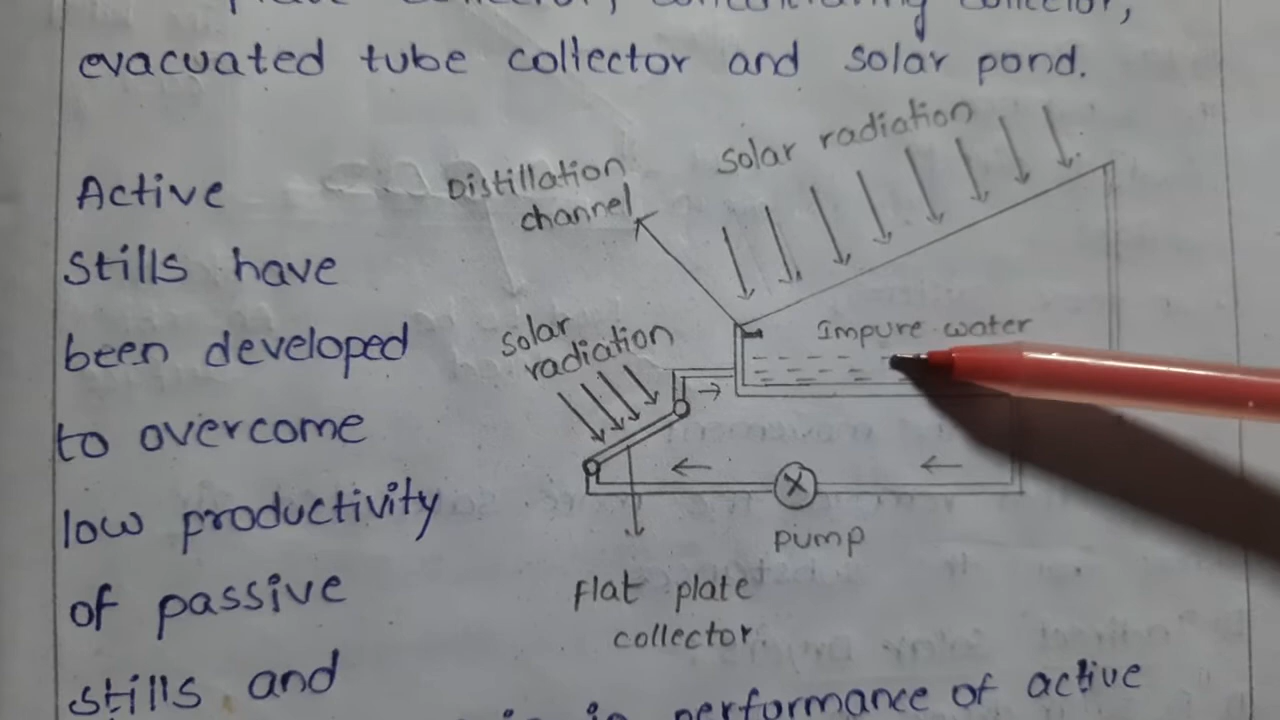 collector,
evacuated tube collector and solar pond.
Active
stills have
been developed
to overcome
low productivity
of passive
stills and
performance of active
Distillation
channel
solar radiation
solar
radiation
Impure water
pump
flat plate
collector.